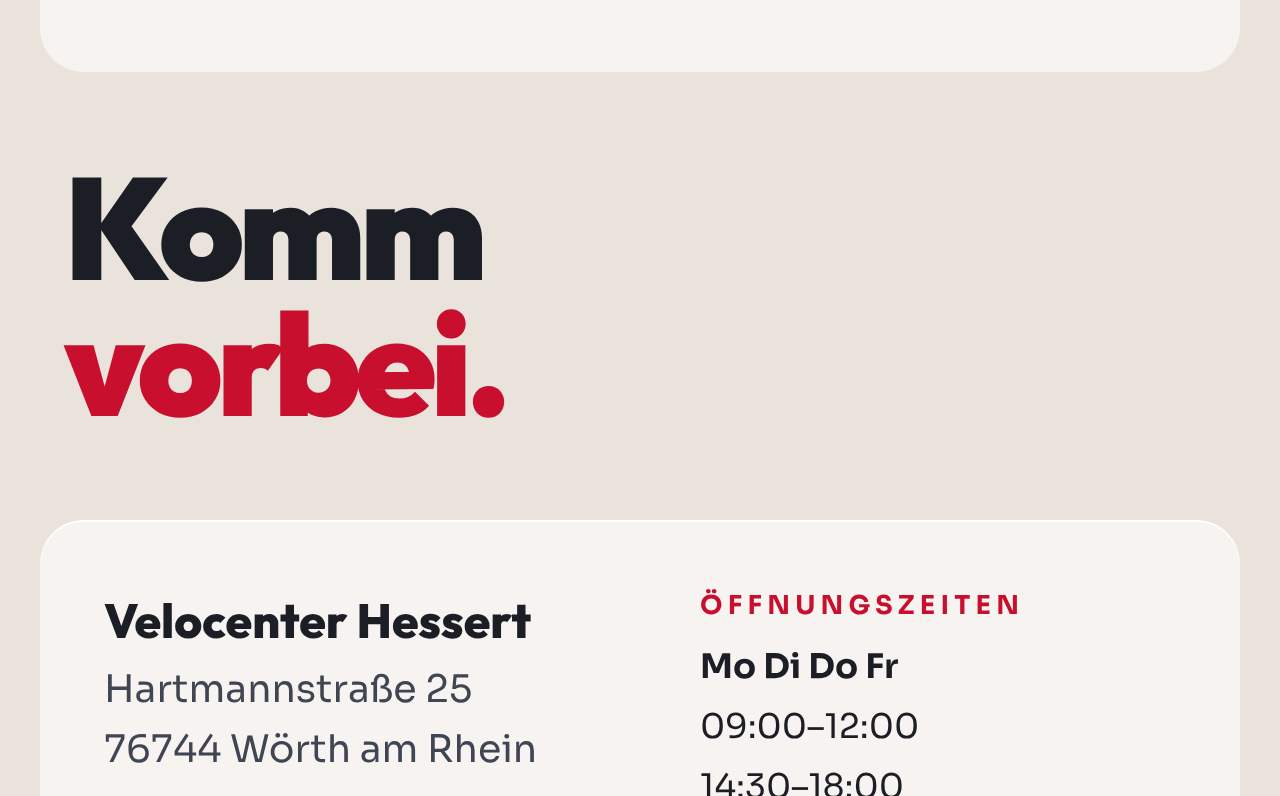 Komm
vorbei.
Velocenter Hessert
Hartmannstraße 25
76744 Wörth am Rhein
ÖFFNUNGSZEITEN
Mo Di Do Fr
09:00–12:00
14:30–18:00